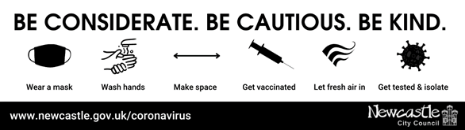 BE CONSIDERATE. BE CAUTIOUS. BE KIND.
Wear a mask
Wash hands
Make space
Get vaccinated
Let fresh air in
Get tested & isolate
www.newcastle.gov.uk/coronavirus
Newcastle
City Council